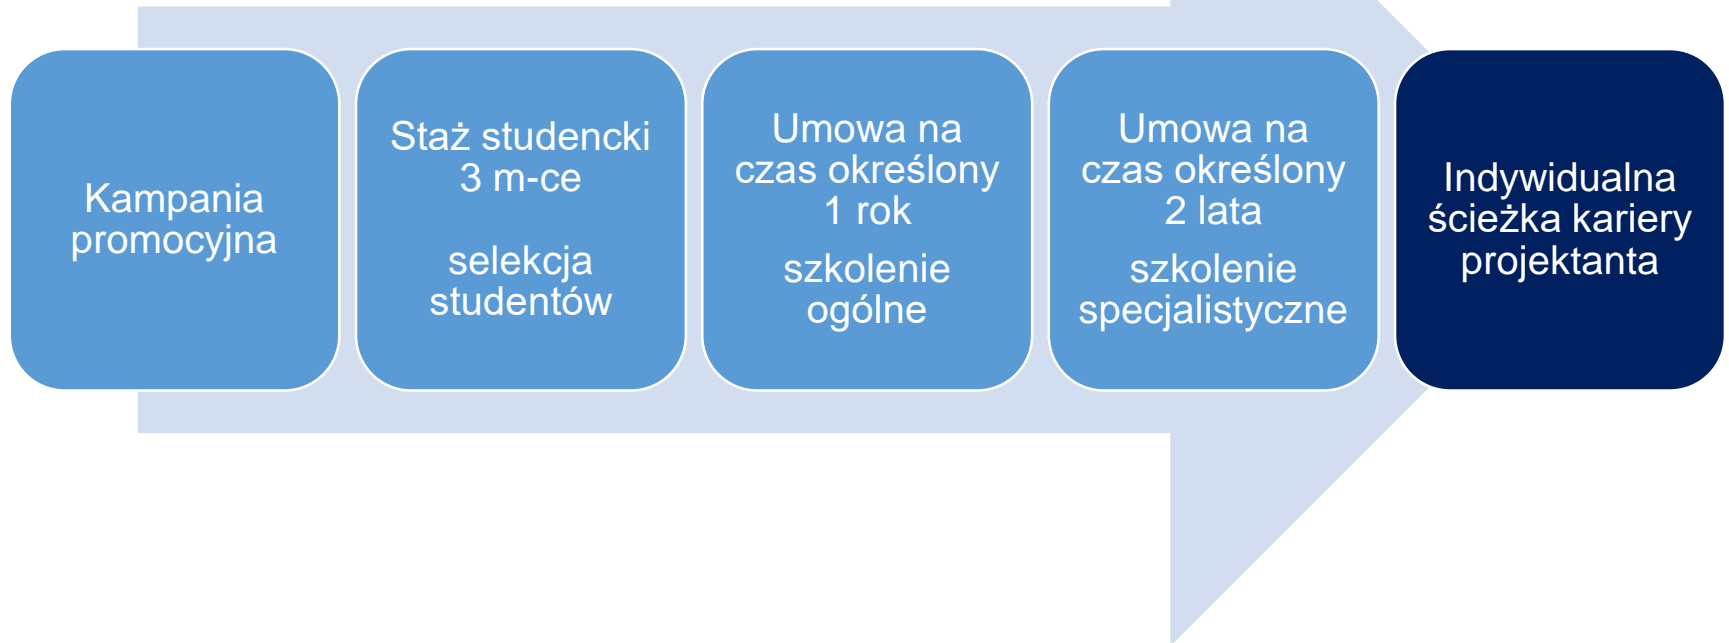 Kampania
promocyjna
Staż studencki
3 m-ce
selekcja
studentów
Umowa na
czas określony
1 rok
szkolenie
ogólne
Umowa na
czas określony
2 lata
szkolenie
specjalistyczne
Indywidualna
ścieżka kariery
projektanta